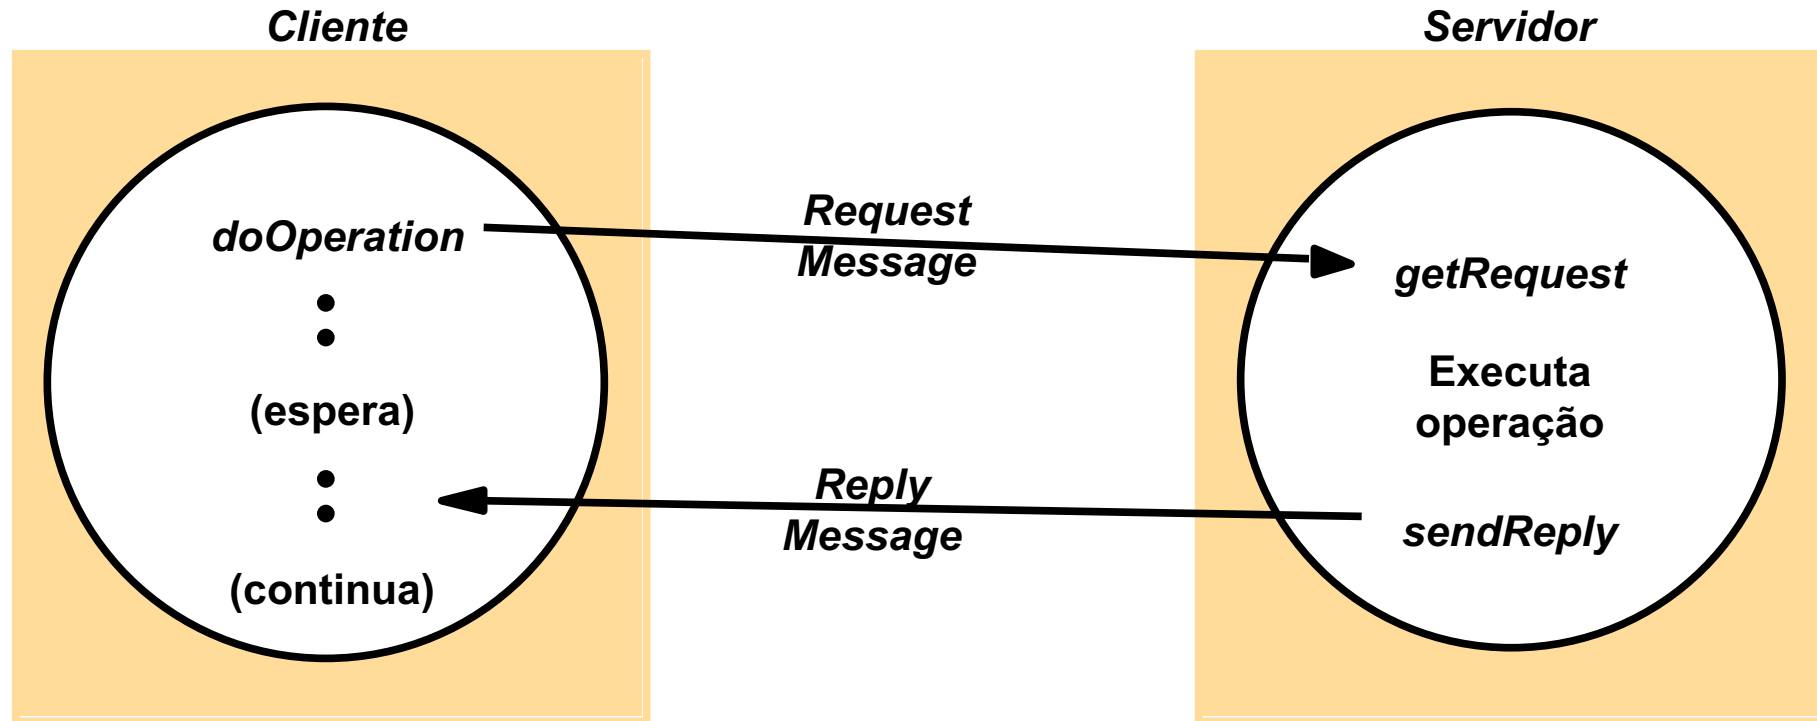 Cliente
Servidor
doOperation
(espera)
(continua)
Request
Message
Reply
Message
getRequest
Executa
operação
sendReply